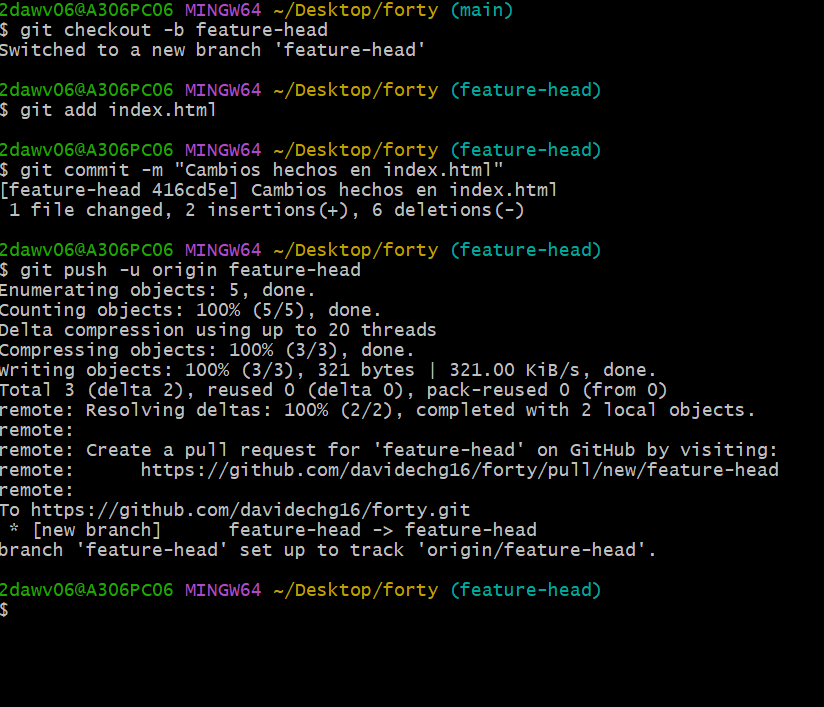 2dawv06@A306PC06 MINGW64 ~/Desktop/forty (main)
$ git checkout -b feature-head
Switched to a new branch 'feature-head'
2dawv06@A306PC06 MINGW64 ~/Desktop/forty (feature-head)
$ git add index.html
2dawv06@A306PC06 MINGW64 ~/Desktop/forty (feature-head)
$ git commit -m "Cambios hechos en index.html"
[feature-head 416cd5e] Cambios hechos en index.html
 1 file changed, 2 insertions(+), 6 deletions(-)
2dawv06@A306PC06 MINGW64 ~/Desktop/forty (feature-head)
$ git push -u origin feature-head
Enumerating objects: 5, done.
Counting objects: 100% (5/5), done.
Delta compression using up to 20 threads
Compressing objects: 100% (3/3), done.
Writing objects: 100% (3/3), 321 bytes | 321.00 KiB/s, done.
Total 3 (delta 2), reused 0 (delta 0), pack-reused 0 (from 0)
remote: Resolving deltas: 100% (2/2), completed with 2 local objects.
remote:
remote: Create a pull request for 'feature-head' on GitHub by visiting:
remote:      https://github.com/davidechg16/forty/pull/new/feature-head
remote:
To https://github.com/davidechg16/forty.git
 * [new branch]      feature-head -> feature-head
branch 'feature-head' set up to track 'origin/feature-head'.
2dawv06@A306PC06 MINGW64 ~/Desktop/forty (feature-head)
$